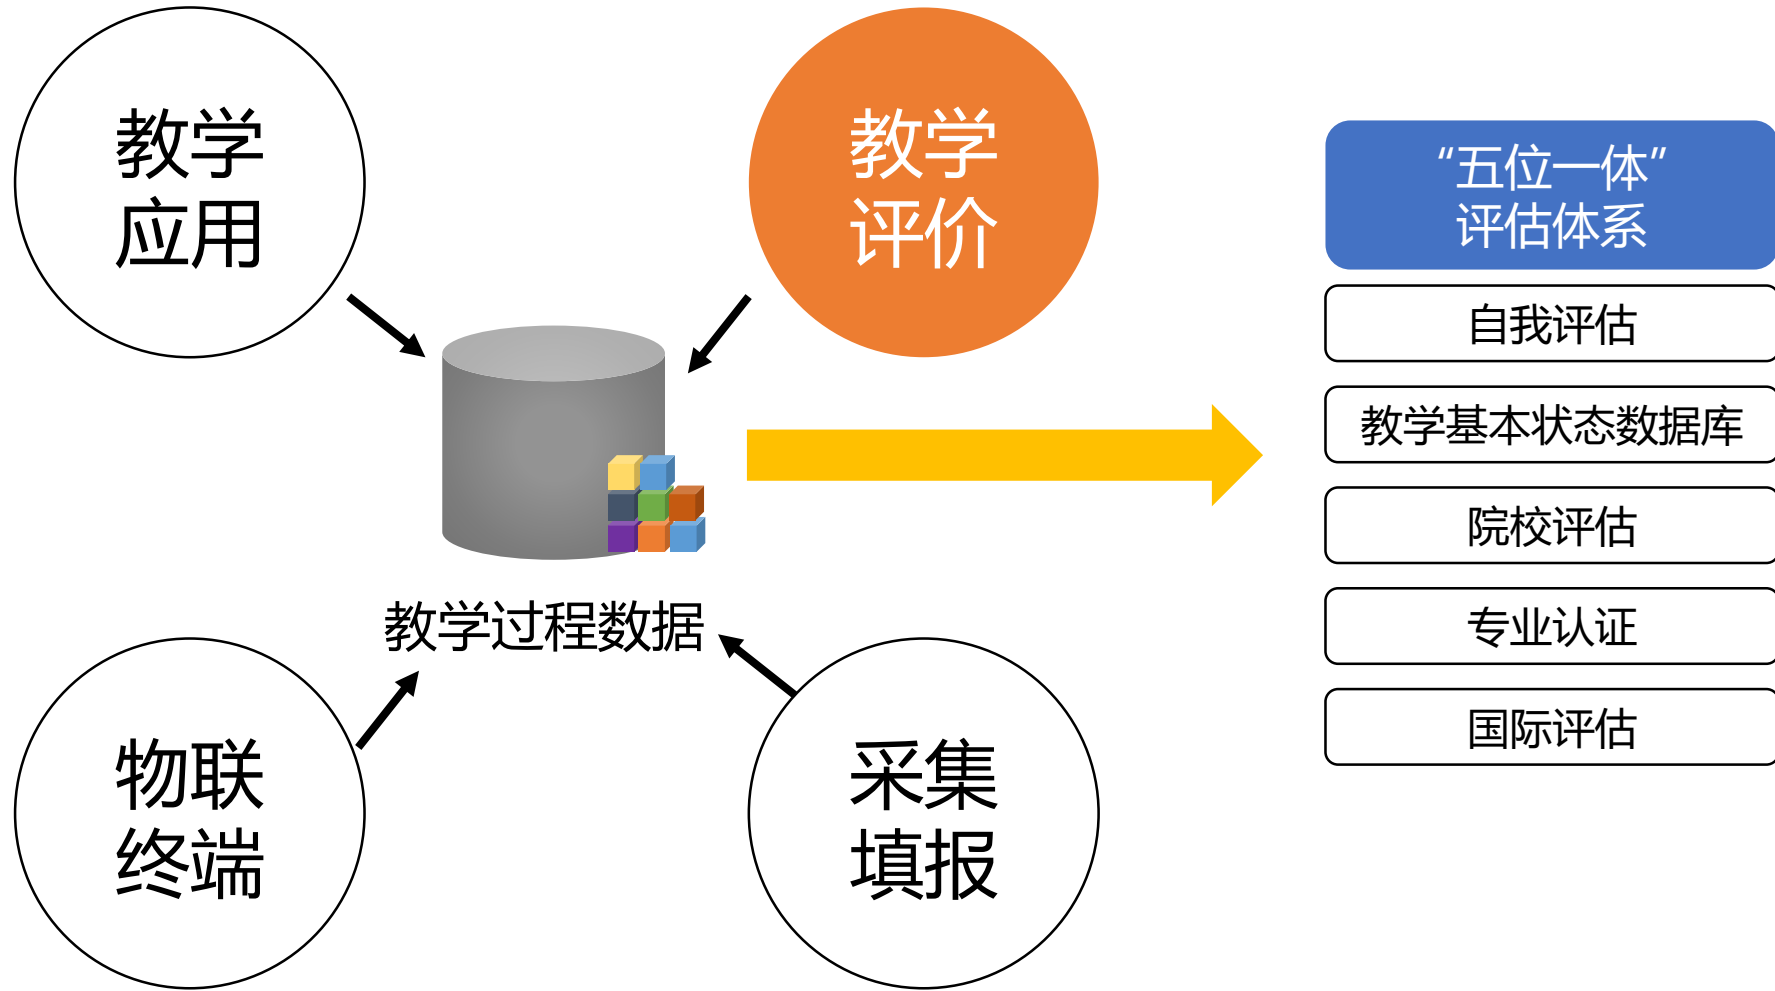 教学
应用
教学
评价
教学过程数据
物联
终端
采集
填报
“五位一体”
评估体系
自我评估
教学基本状态数据库
院校评估
专业认证
国际评估